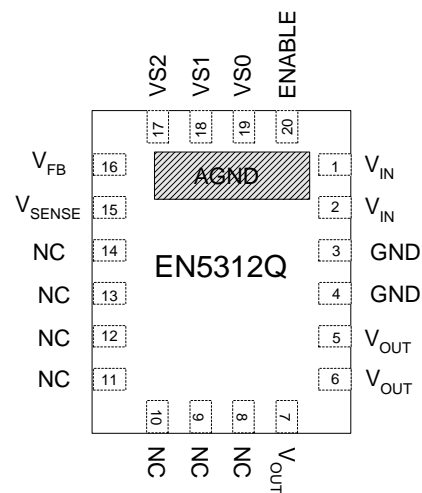 VS2 VS1 VS0 ENABLE
17 18 19 20
V_FB 16 AGND 1 V_IN
V_SENSE 15 2 V_IN
NC 14 3 GND
EN5312Q
NC 13 4 GND
NC 12 5 V_OUT
NC 11 6 V_OUT
10 9 8 7
NC NC NC V_OUT